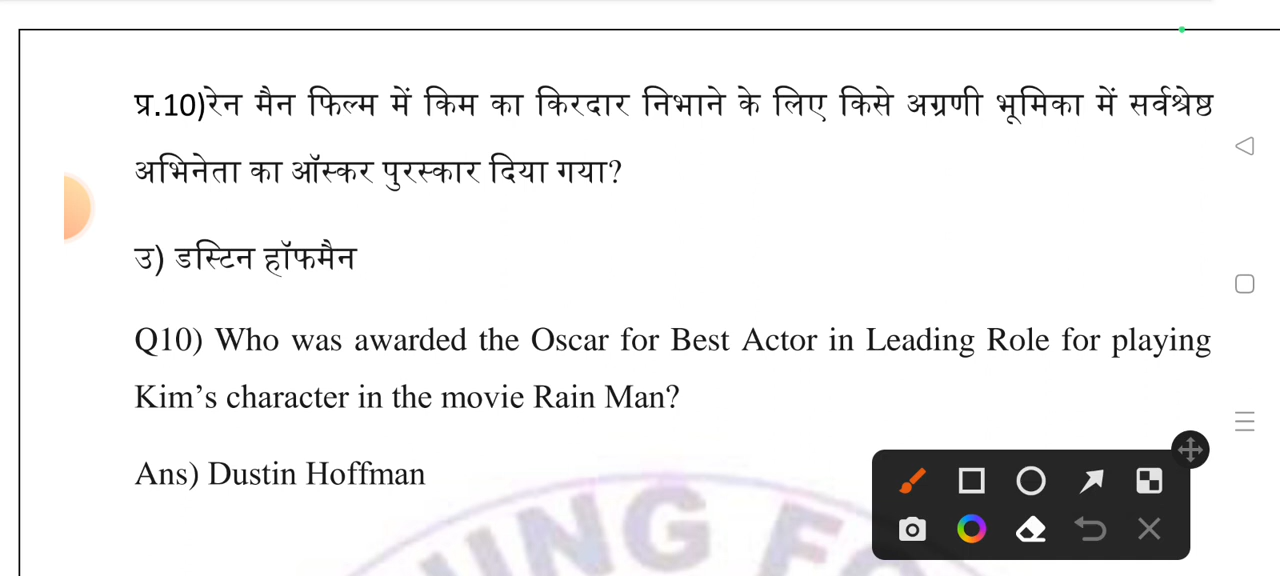 प्र.10)रेन मैन फिल्म में किम का किरदार निभाने के लिए किसे अग्रणी भूमिका में सर्वश्रेष्ठ
अभिनेता का ऑस्कर पुरस्कार दिया गया?
उ) डस्टिन हॉफमैन
Q10) Who was awarded the Oscar for Best Actor in Leading Role for playing
Kim's character in the movie Rain Man?
Ans) Dustin Hoffman